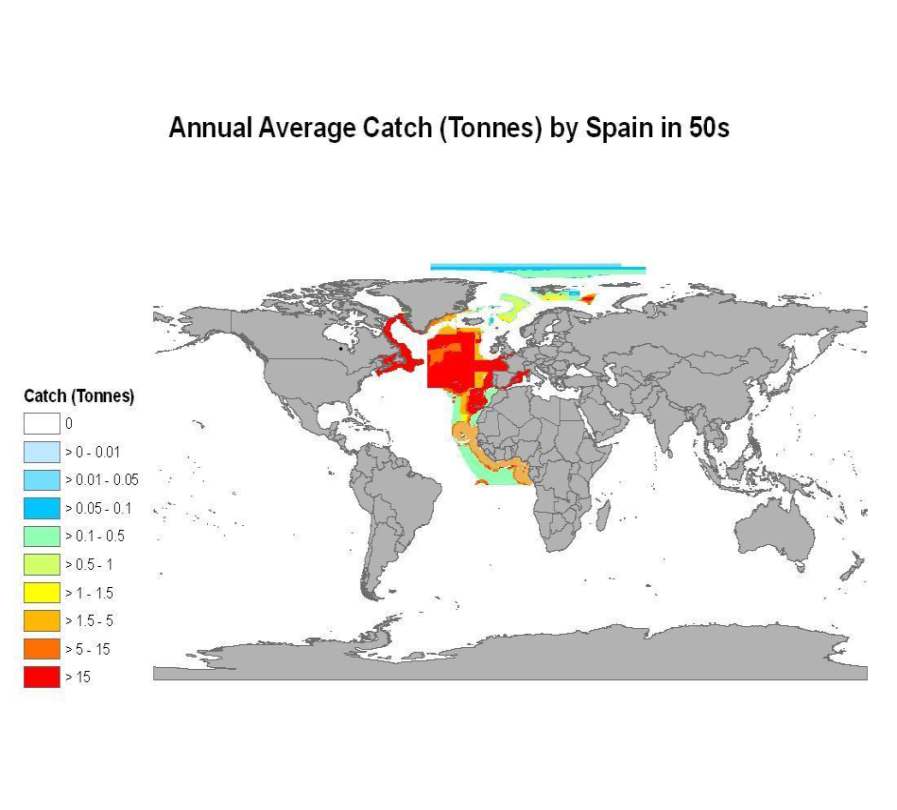 Annual Average Catch (Tonnes) by Spain in 50s
Catch (Tonnes)
0
> 0 - 0.01
> 0.01 - 0.05
> 0.05 - 0.1
> 0.1 - 0.5
> 0.5 - 1
> 1 - 1.5
> 1.5 - 5
> 5 - 15
> 15